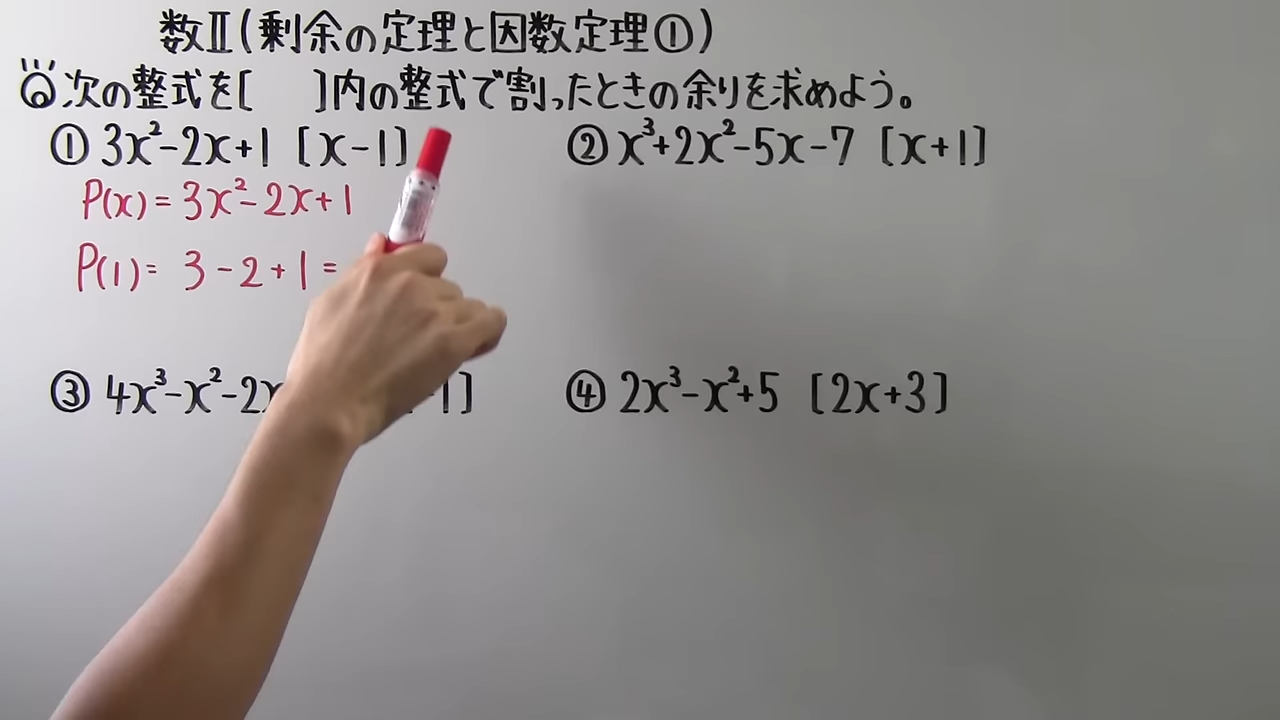 数Ⅱ(剰余の定理と因数定理①)
◎次の整式を[ ]内の整式で割ったときの余りを求めよう。
① 3x²-2x+1 [x-1]
P(x)=3x²-2x+1
P(1)= 3-2+1=
② x³+2x²-5x-7 [x+1]
③ 4x³-x²-2x 1]
④ 2x³-x²+5 [2x+3]